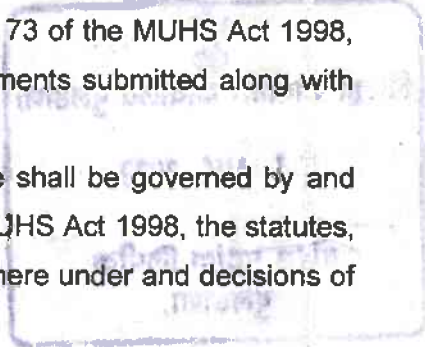 73 of the MUHS Act 1998,
ments submitted along with
shall be governed by and
UHS Act 1998, the statutes,
here under and decisions of